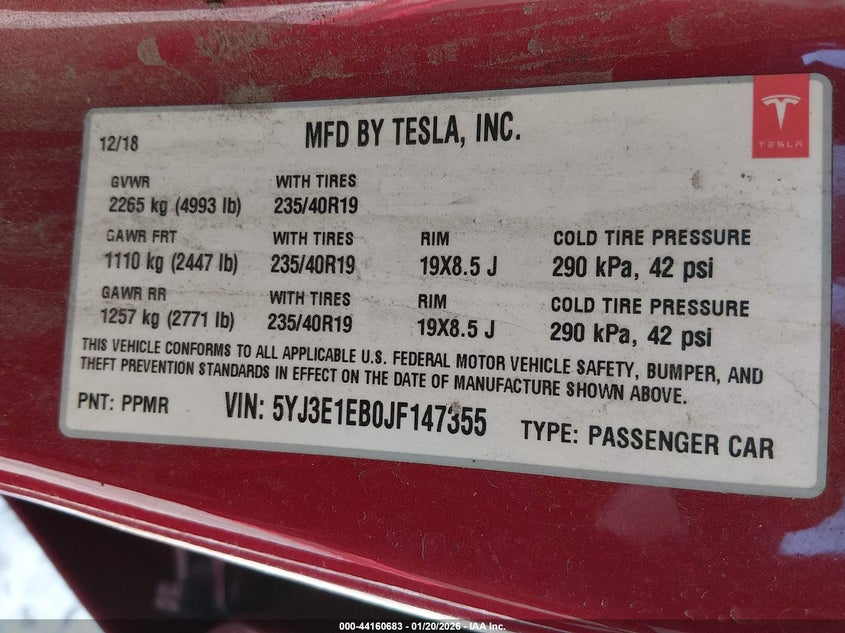 12/18
MFD BY TESLA, INC.
TESLA
GVWR WITH TIRES
2265 kg (4993 lb) 235/40R19
GAWR FRT WITH TIRES RIM COLD TIRE PRESSURE
1110 kg (2447 lb) 235/40R19 19X8.5 J 290 kPa, 42 psi
GAWR RR WITH TIRES RIM COLD TIRE PRESSURE
1257 kg (2771 lb) 235/40R19 19X8.5 J 290 kPa, 42 psi
THIS VEHICLE CONFORMS TO ALL APPLICABLE U.S. FEDERAL MOTOR VEHICLE SAFETY, BUMPER, AND
THEFT PREVENTION STANDARDS IN EFFECT ON THE DATE OF MANUFACTURE SHOWN ABOVE.
PNT: PPMR VIN: 5YJ3E1EB0JF147355 TYPE: PASSENGER CAR
000-44160683 - 01/20/2026 - IAA Inc.